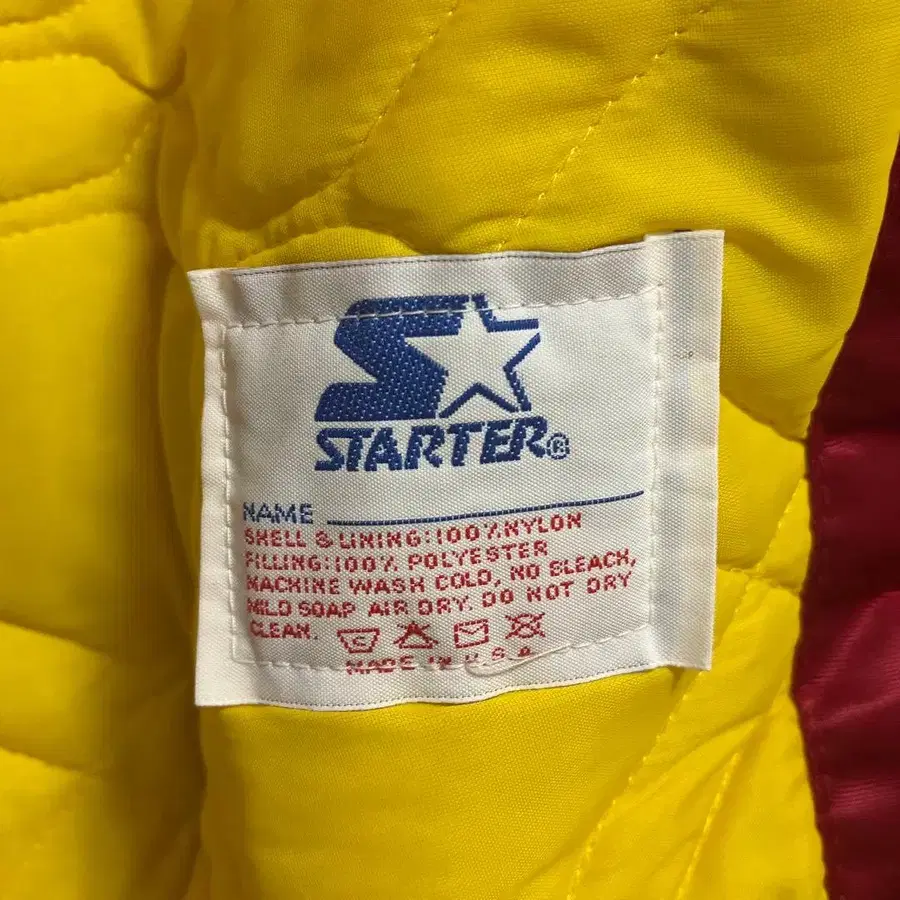 STARTER®
NAME
SHELL & LINING:100%NYLON
FILLING:100% POLYESTER
MACHINE WASH COLD, NO BLEACH,
MILD SOAP AIR DRY. DO NOT DRY
CLEAN.
MADE IN U.S.A